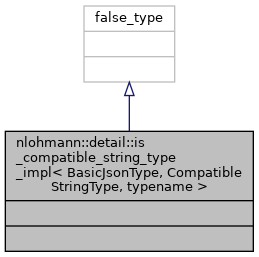 false_type
nlohmann::detail::is
_compatible_string_type
_impl< BasicJsonType, Compatible
StringType, typename >